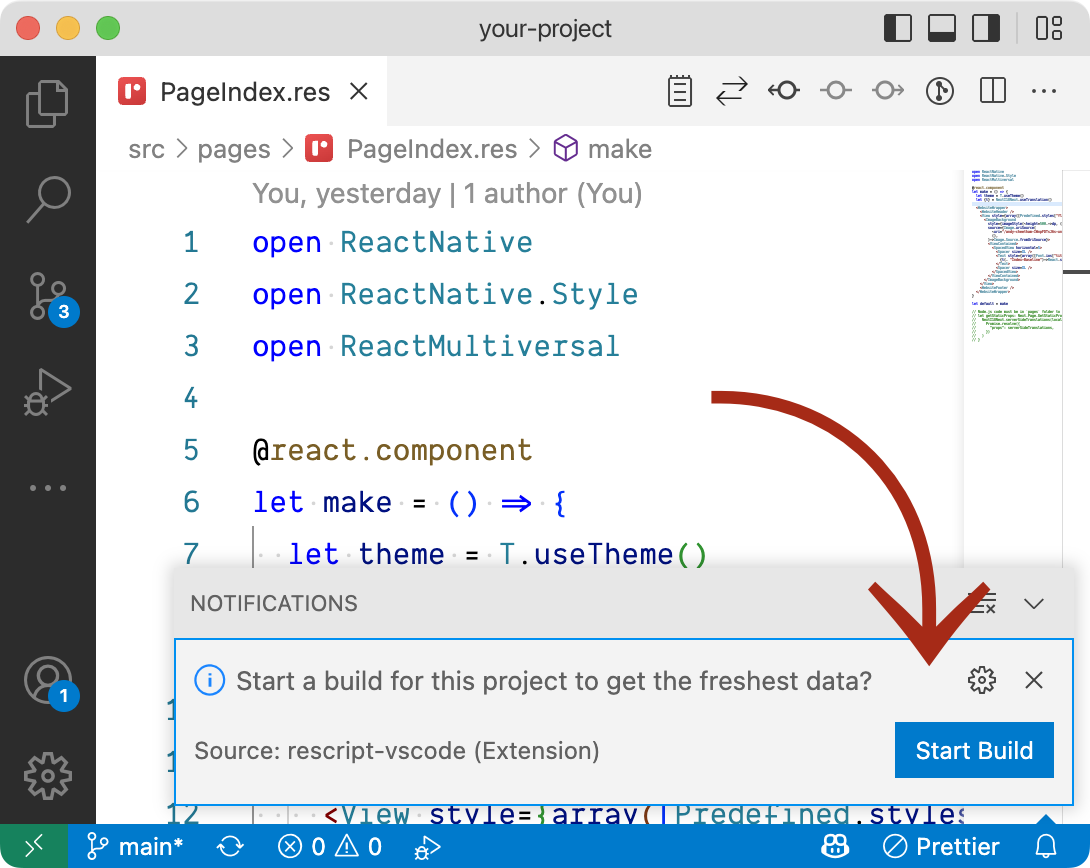 your-project
PageIndex.res
src > pages > PageIndex.res > make
You, yesterday | 1 author (You)
1 open ReactNative
2 open ReactNative.Style
3 open ReactMultiversal
4
5 @react.component
6 let make = () => {
7 let theme = T.useTheme()
3
1
NOTIFICATIONS
Start a build for this project to get the freshest data?
Source: rescript-vscode (Extension)
Start Build
12 <View style={array([Predefined.styles
main* 0 0 Prettier